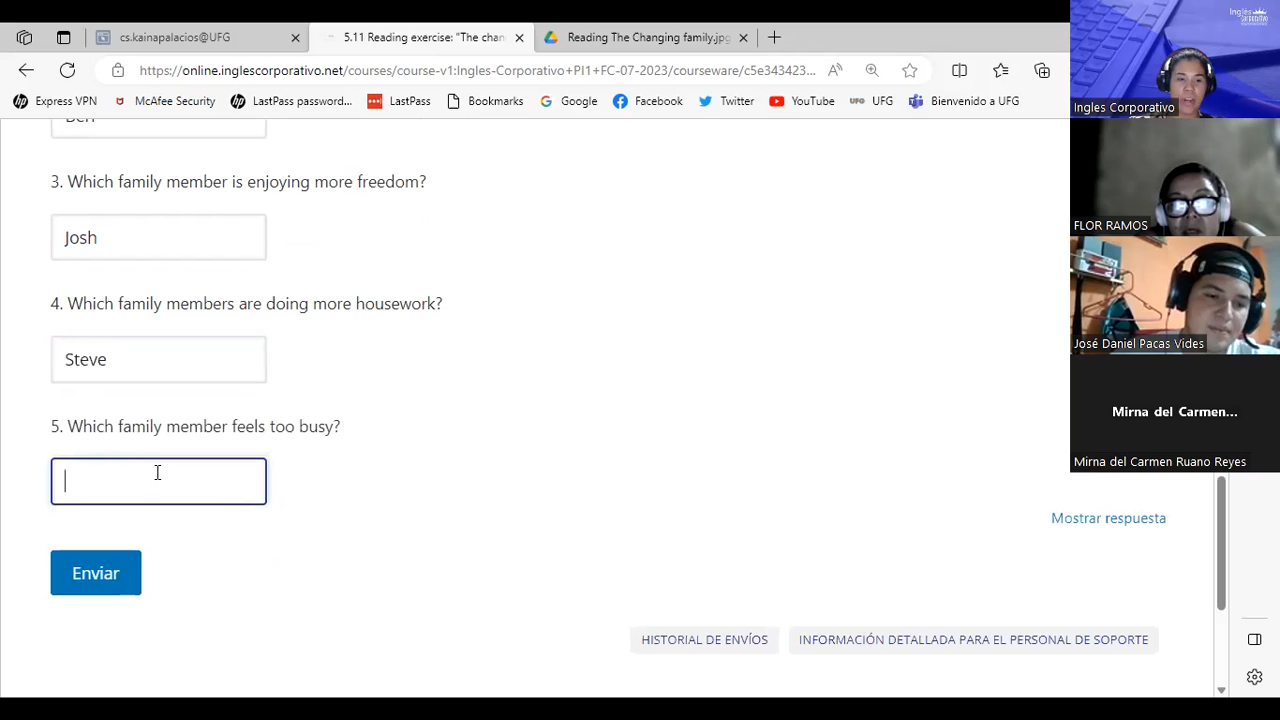 cs.kainapalacios@UFG
5.11 Reading exercise: "The chan
Reading The Changing family.jpg
https://online.inglescorporativo.net/courses/course-v1:Ingles-Corporativo+PI1+FC-07-2023/courseware/c5e343423...
Express VPN
McAfee Security
LastPass password...
LastPass
Bookmarks
Google
Facebook
Twitter
YouTube
UFG
Bienvenido a UFG
3. Which family member is enjoying more freedom?
Josh
4. Which family members are doing more housework?
Steve
5. Which family member feels too busy?
Mostrar respuesta
Enviar
HISTORIAL DE ENVÍOS
INFORMACIÓN DETALLADA PARA EL PERSONAL DE SOPORTE
Inglés
corporativo
Ingles Corporativo
FLOR RAMOS
José Daniel Pacas Vides
Mirna del Carmen...
Mirna del Carmen Ruano Reyes